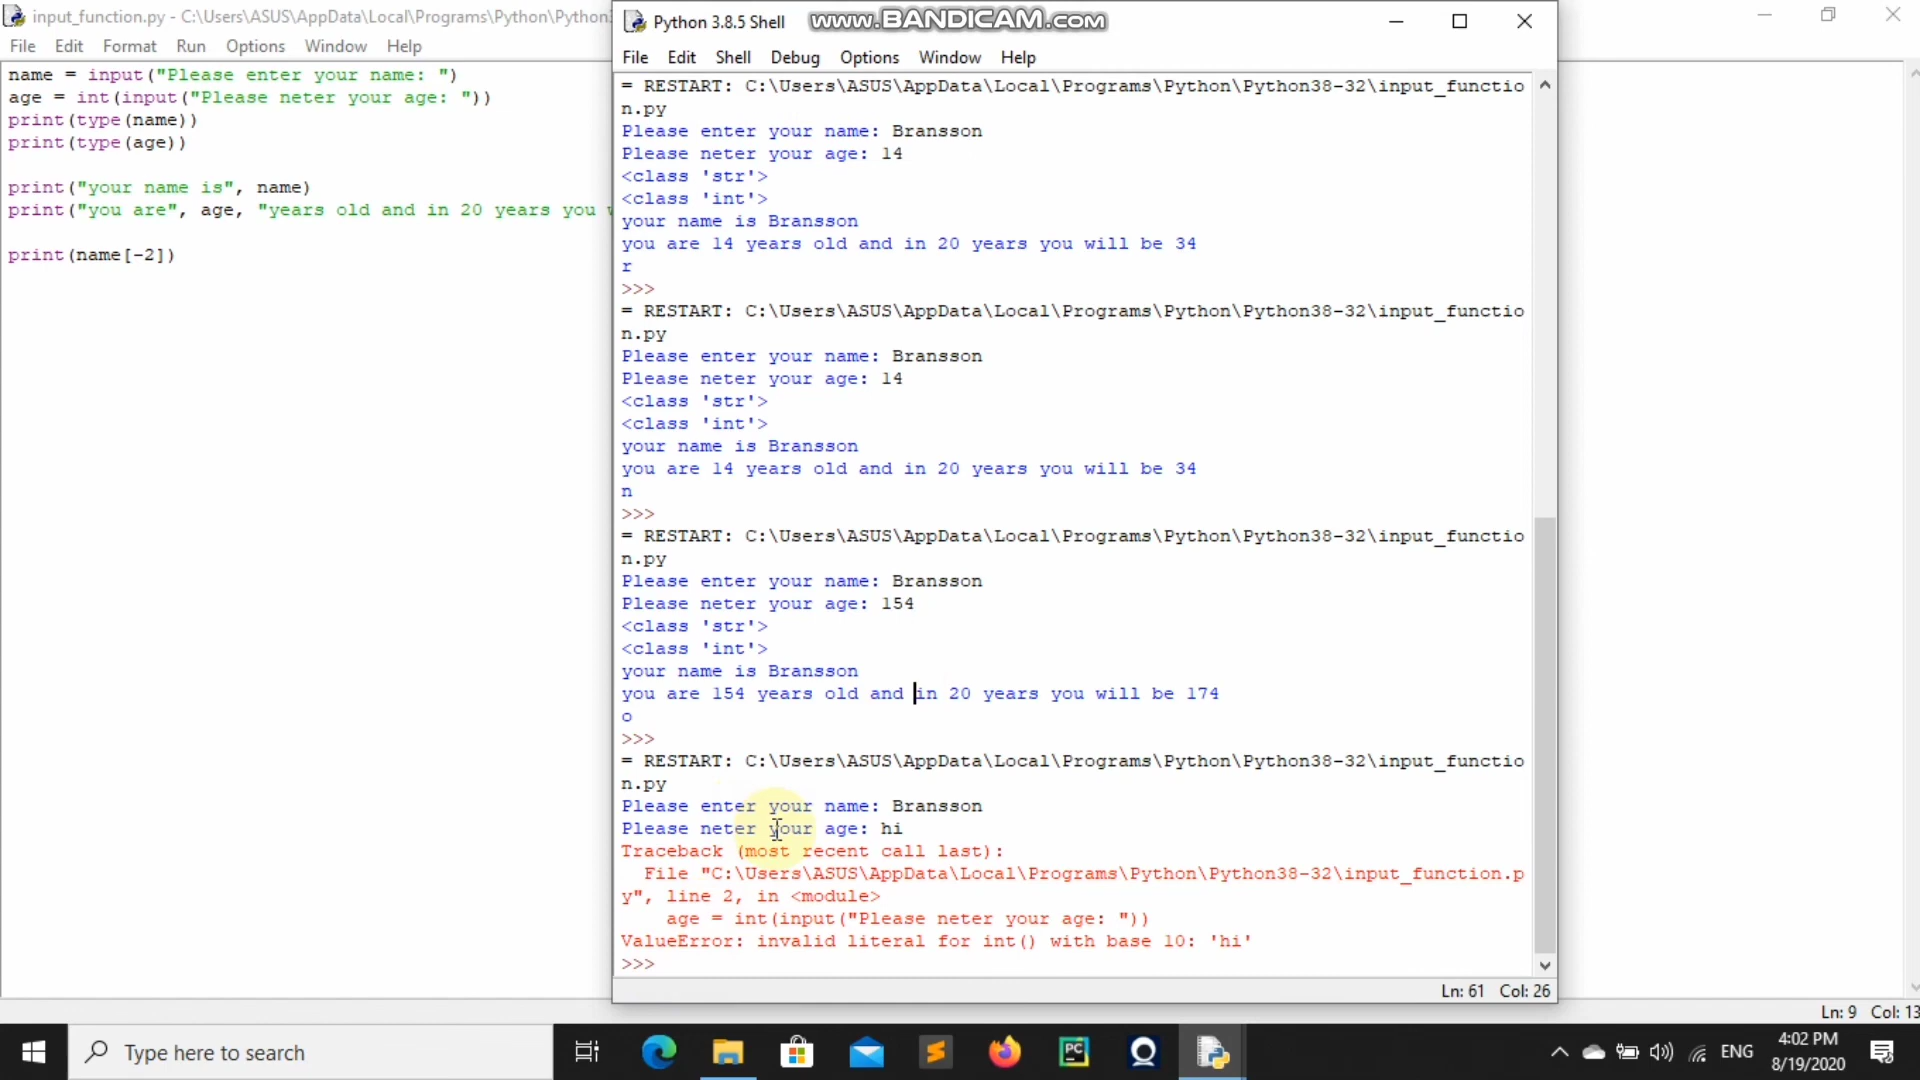 input_function.py - C:\Users\ASUS\AppData\Local\Programs\Python\Python3
File Edit Format Run Options Window Help
name = input("Please enter your name: ")
age = int(input("Please neter your age: "))
print(type(name))
print(type(age))
print("your name is", name)
print("you are", age, "years old and in 20 years you
print(name[-2])
Python 3.8.5 Shell
www.BANDICAM.com
File Edit Shell Debug Options Window Help
= RESTART: C:\Users\ASUS\AppData\Local\Programs\Python\Python38-32\input_functio
n.py
Please enter your name: Bransson
Please neter your age: 14
<class 'str'>
<class 'int'>
your name is Bransson
you are 14 years old and in 20 years you will be 34
r
>>>
= RESTART: C:\Users\ASUS\AppData\Local\Programs\Python\Python38-32\input_functio
n.py
Please enter your name: Bransson
Please neter your age: 14
<class 'str'>
<class 'int'>
your name is Bransson
you are 14 years old and in 20 years you will be 34
n
>>>
= RESTART: C:\Users\ASUS\AppData\Local\Programs\Python\Python38-32\input_functio
n.py
Please enter your name: Bransson
Please neter your age: 154
<class 'str'>
<class 'int'>
your name is Bransson
you are 154 years old and in 20 years you will be 174
o
>>>
= RESTART: C:\Users\ASUS\AppData\Local\Programs\Python\Python38-32\input_functio
n.py
Please enter your name: Bransson
Please neter your age: hi
Traceback (most recent call last):
File "C:\Users\ASUS\AppData\Local\Programs\Python\Python38-32\input_function.p
y", line 2, in <module>
age = int(input("Please neter your age: "))
ValueError: invalid literal for int() with base 10: 'hi'
>>>
Ln: 61 Col: 26
Ln: 9 Col: 13
Type here to search
PC
ENG
4:02 PM
8/19/2020